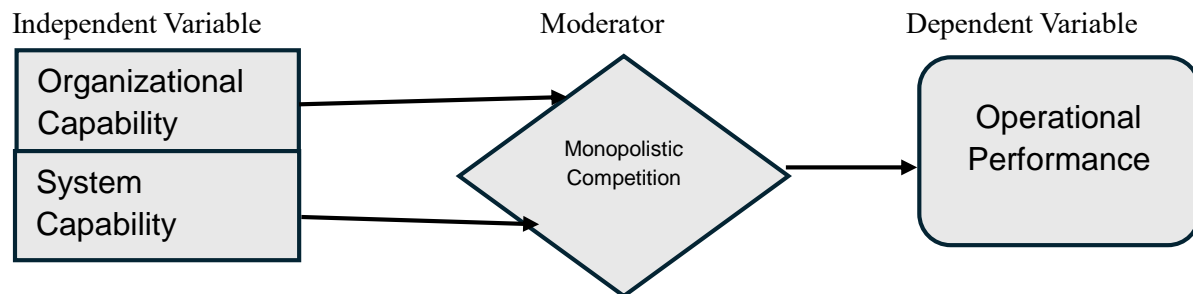 Independent Variable
Moderator
Dependent Variable
Organizational
Capability
System
Capability
Monopolistic
Competition
Operational
Performance